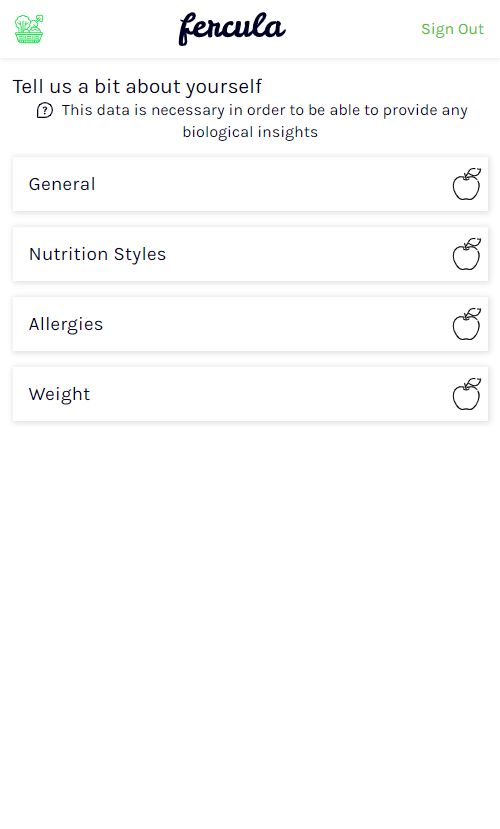 fercula
Sign Out
Tell us a bit about yourself
This data is necessary in order to be able to provide any
biological insights
General
Nutrition Styles
Allergies
Weight